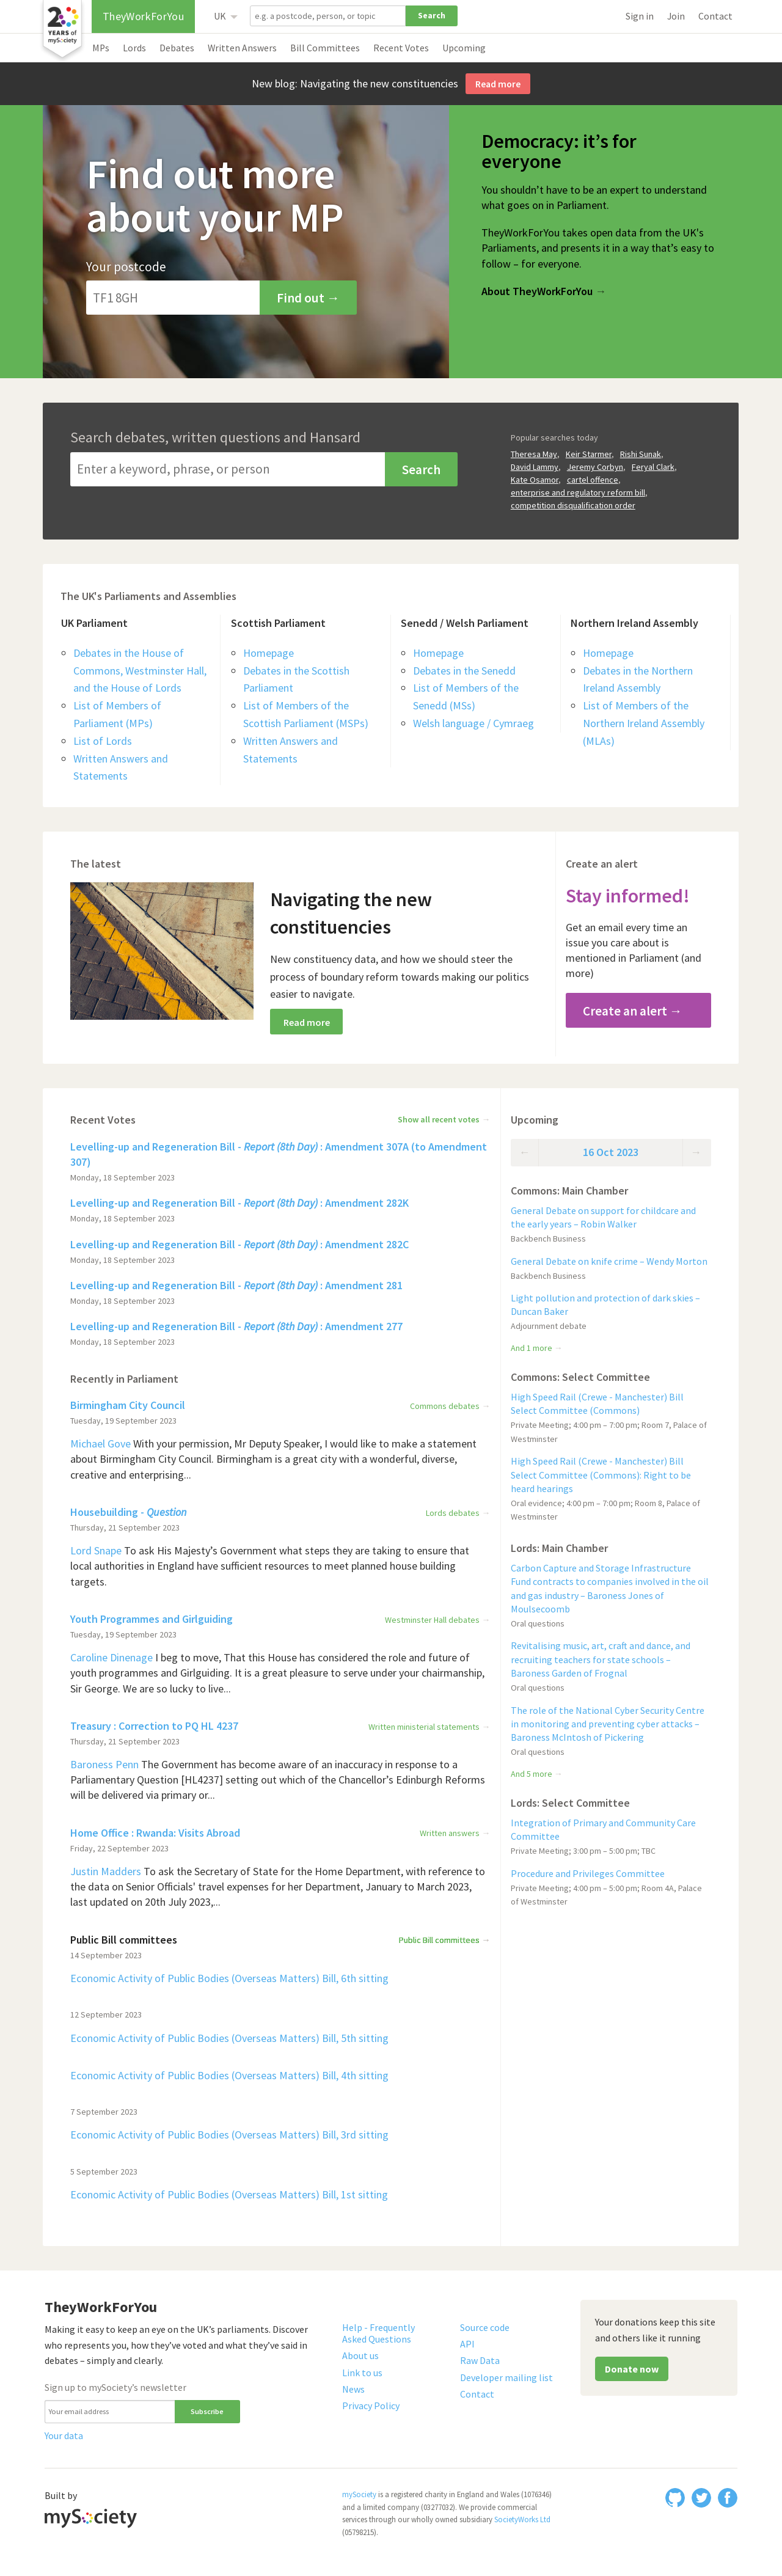 20
YEARS of
mySociety
TheyWorkForYou
UK
e.g. a postcode, person, or topic
Search
Sign in
Join
Contact
MPs
Lords
Debates
Written Answers
Bill Committees
Recent Votes
Upcoming
New blog: Navigating the new constituencies
Read more
Find out more
about your MP
Your postcode
TF1 8GH
Find out →
Democracy: it’s for
everyone
You shouldn’t have to be an expert to understand
what goes on in Parliament.
TheyWorkForYou takes open data from the UK's
Parliaments, and presents it in a way that’s easy to
follow – for everyone.
About TheyWorkForYou →
Search debates, written questions and Hansard
Enter a keyword, phrase, or person
Search
Popular searches today
Theresa May, Keir Starmer, Rishi Sunak,
David Lammy, Jeremy Corbyn, Feryal Clark,
Kate Osamor, cartel offence,
enterprise and regulatory reform bill,
competition disqualification order
The UK's Parliaments and Assemblies
UK Parliament
Debates in the House of
Commons, Westminster Hall,
and the House of Lords
List of Members of
Parliament (MPs)
List of Lords
Written Answers and
Statements
Scottish Parliament
Homepage
Debates in the Scottish
Parliament
List of Members of the
Scottish Parliament (MSPs)
Written Answers and
Statements
Senedd / Welsh Parliament
Homepage
Debates in the Senedd
List of Members of the
Senedd (MSs)
Welsh language / Cymraeg
Northern Ireland Assembly
Homepage
Debates in the Northern
Ireland Assembly
List of Members of the
Northern Ireland Assembly
(MLAs)
The latest
Navigating the new
constituencies
New constituency data, and how we should steer the
process of boundary reform towards making our politics
easier to navigate.
Read more
Create an alert
Stay informed!
Get an email every time an
issue you care about is
mentioned in Parliament (and
more)
Create an alert →
Recent Votes
Show all recent votes →
Levelling-up and Regeneration Bill - Report (8th Day) : Amendment 307A (to Amendment
307)
Monday, 18 September 2023
Levelling-up and Regeneration Bill - Report (8th Day) : Amendment 282K
Monday, 18 September 2023
Levelling-up and Regeneration Bill - Report (8th Day) : Amendment 282C
Monday, 18 September 2023
Levelling-up and Regeneration Bill - Report (8th Day) : Amendment 281
Monday, 18 September 2023
Levelling-up and Regeneration Bill - Report (8th Day) : Amendment 277
Monday, 18 September 2023
Recently in Parliament
Birmingham City Council
Commons debates →
Tuesday, 19 September 2023
Michael Gove With your permission, Mr Deputy Speaker, I would like to make a statement
about Birmingham City Council. Birmingham is a great city with a wonderful, diverse,
creative and enterprising...
Housebuilding - Question
Lords debates →
Thursday, 21 September 2023
Lord Snape To ask His Majesty’s Government what steps they are taking to ensure that
local authorities in England have sufficient resources to meet planned house building
targets.
Youth Programmes and Girlguiding
Westminster Hall debates →
Tuesday, 19 September 2023
Caroline Dinenage I beg to move, That this House has considered the role and future of
youth programmes and Girlguiding. It is a great pleasure to serve under your chairmanship,
Sir George. We are so lucky to live...
Treasury : Correction to PQ HL 4237
Written ministerial statements →
Thursday, 21 September 2023
Baroness Penn The Government has become aware of an inaccuracy in response to a
Parliamentary Question [HL4237] setting out which of the Chancellor’s Edinburgh Reforms
will be delivered via primary or...
Home Office : Rwanda: Visits Abroad
Written answers →
Friday, 22 September 2023
Justin Madders To ask the Secretary of State for the Home Department, with reference to
the data on Senior Officials' travel expenses for her Department, January to March 2023,
last updated on 20th July 2023,...
Public Bill committees
Public Bill committees →
14 September 2023
Economic Activity of Public Bodies (Overseas Matters) Bill, 6th sitting
12 September 2023
Economic Activity of Public Bodies (Overseas Matters) Bill, 5th sitting
Economic Activity of Public Bodies (Overseas Matters) Bill, 4th sitting
7 September 2023
Economic Activity of Public Bodies (Overseas Matters) Bill, 3rd sitting
5 September 2023
Economic Activity of Public Bodies (Overseas Matters) Bill, 1st sitting
Upcoming
← 16 Oct 2023 →
Commons: Main Chamber
General Debate on support for childcare and
the early years – Robin Walker
Backbench Business
General Debate on knife crime – Wendy Morton
Backbench Business
Light pollution and protection of dark skies –
Duncan Baker
Adjournment debate
And 1 more →
Commons: Select Committee
High Speed Rail (Crewe - Manchester) Bill
Select Committee (Commons)
Private Meeting; 4:00 pm – 7:00 pm; Room 7, Palace of
Westminster
High Speed Rail (Crewe - Manchester) Bill
Select Committee (Commons): Right to be
heard hearings
Oral evidence; 4:00 pm – 7:00 pm; Room 8, Palace of
Westminster
Lords: Main Chamber
Carbon Capture and Storage Infrastructure
Fund contracts to companies involved in the oil
and gas industry – Baroness Jones of
Moulsecoomb
Oral questions
Revitalising music, art, craft and dance, and
recruiting teachers for state schools –
Baroness Garden of Frognal
Oral questions
The role of the National Cyber Security Centre
in monitoring and preventing cyber attacks –
Baroness McIntosh of Pickering
Oral questions
And 5 more →
Lords: Select Committee
Integration of Primary and Community Care
Committee
Private Meeting; 3:00 pm – 5:00 pm; TBC
Procedure and Privileges Committee
Private Meeting; 4:00 pm – 5:00 pm; Room 4A, Palace
of Westminster
TheyWorkForYou
Making it easy to keep an eye on the UK’s parliaments. Discover
who represents you, how they’ve voted and what they’ve said in
debates – simply and clearly.
Sign up to mySociety’s newsletter
Your email address
Subscribe
Your data
Help - Frequently
Asked Questions
About us
Link to us
News
Privacy Policy
Source code
API
Raw Data
Developer mailing list
Contact
Your donations keep this site
and others like it running
Donate now
Built by
mySociety
mySociety is a registered charity in England and Wales (1076346)
and a limited company (03277032). We provide commercial
services through our wholly owned subsidiary SocietyWorks Ltd
(05798215).